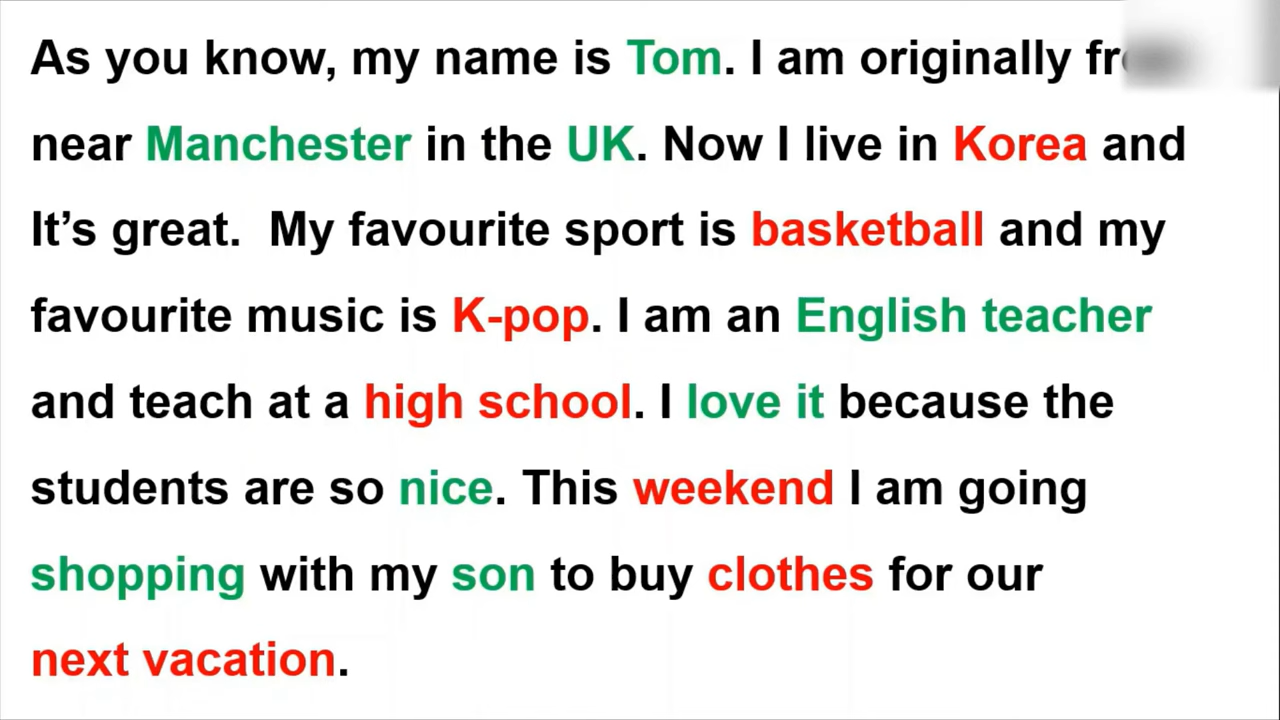 As you know, my name is Tom. I am originally
near Manchester in the UK. Now I live in Korea and
It’s great.  My favourite sport is basketball and my
favourite music is K-pop. I am an English teacher
and teach at a high school. I love it because the
students are so nice. This weekend I am going
shopping with my son to buy clothes for our
next vacation.